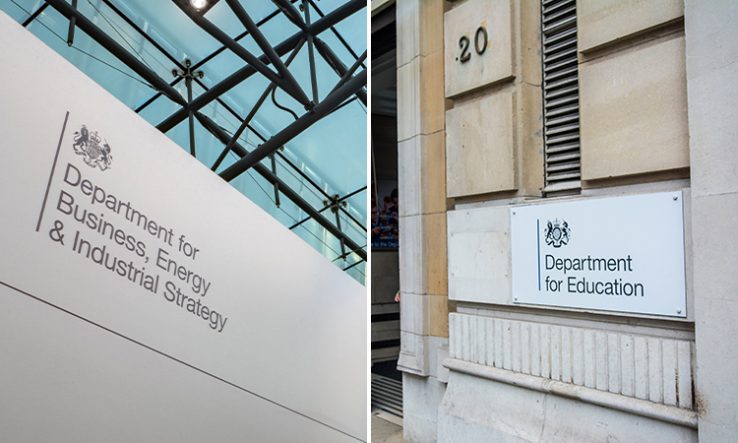 Department for
Business, Energy
& Industrial Strategy
20
Department
for Education